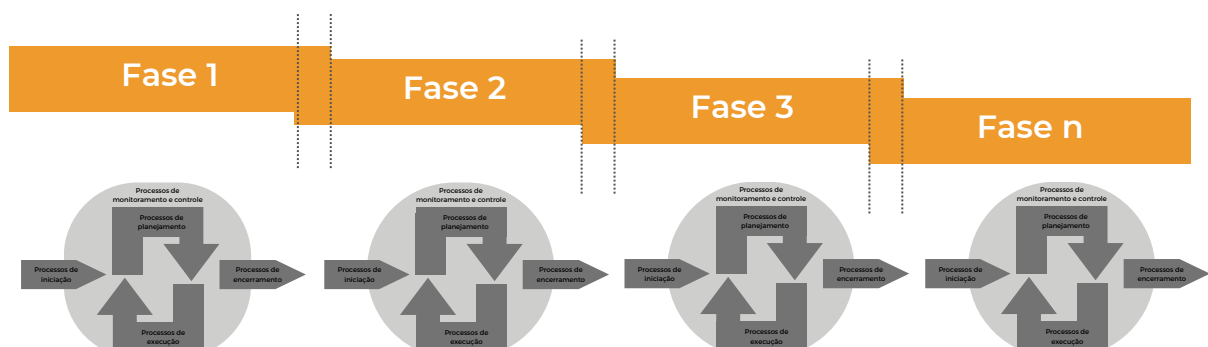 Fase 1
Fase 2
Fase 3
Fase n
Processos de
monitoramento e controle
Processos de
planejamento
Processos de
iniciação
Processos de
encerramento
Processos de
execução
Processos de
monitoramento e controle
Processos de
planejamento
Processos de
iniciação
Processos de
encerramento
Processos de
execução
Processos de
monitoramento e controle
Processos de
planejamento
Processos de
iniciação
Processos de
encerramento
Processos de
execução
Processos de
monitoramento e controle
Processos de
planejamento
Processos de
iniciação
Processos de
encerramento
Processos de
execução